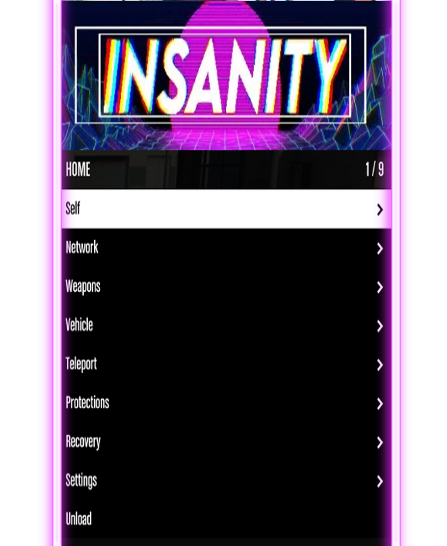 INSANITY
HOME 1 / 9
Self
Network
Weapons
Vehicle
Teleport
Protections
Recovery
Settings
Unload